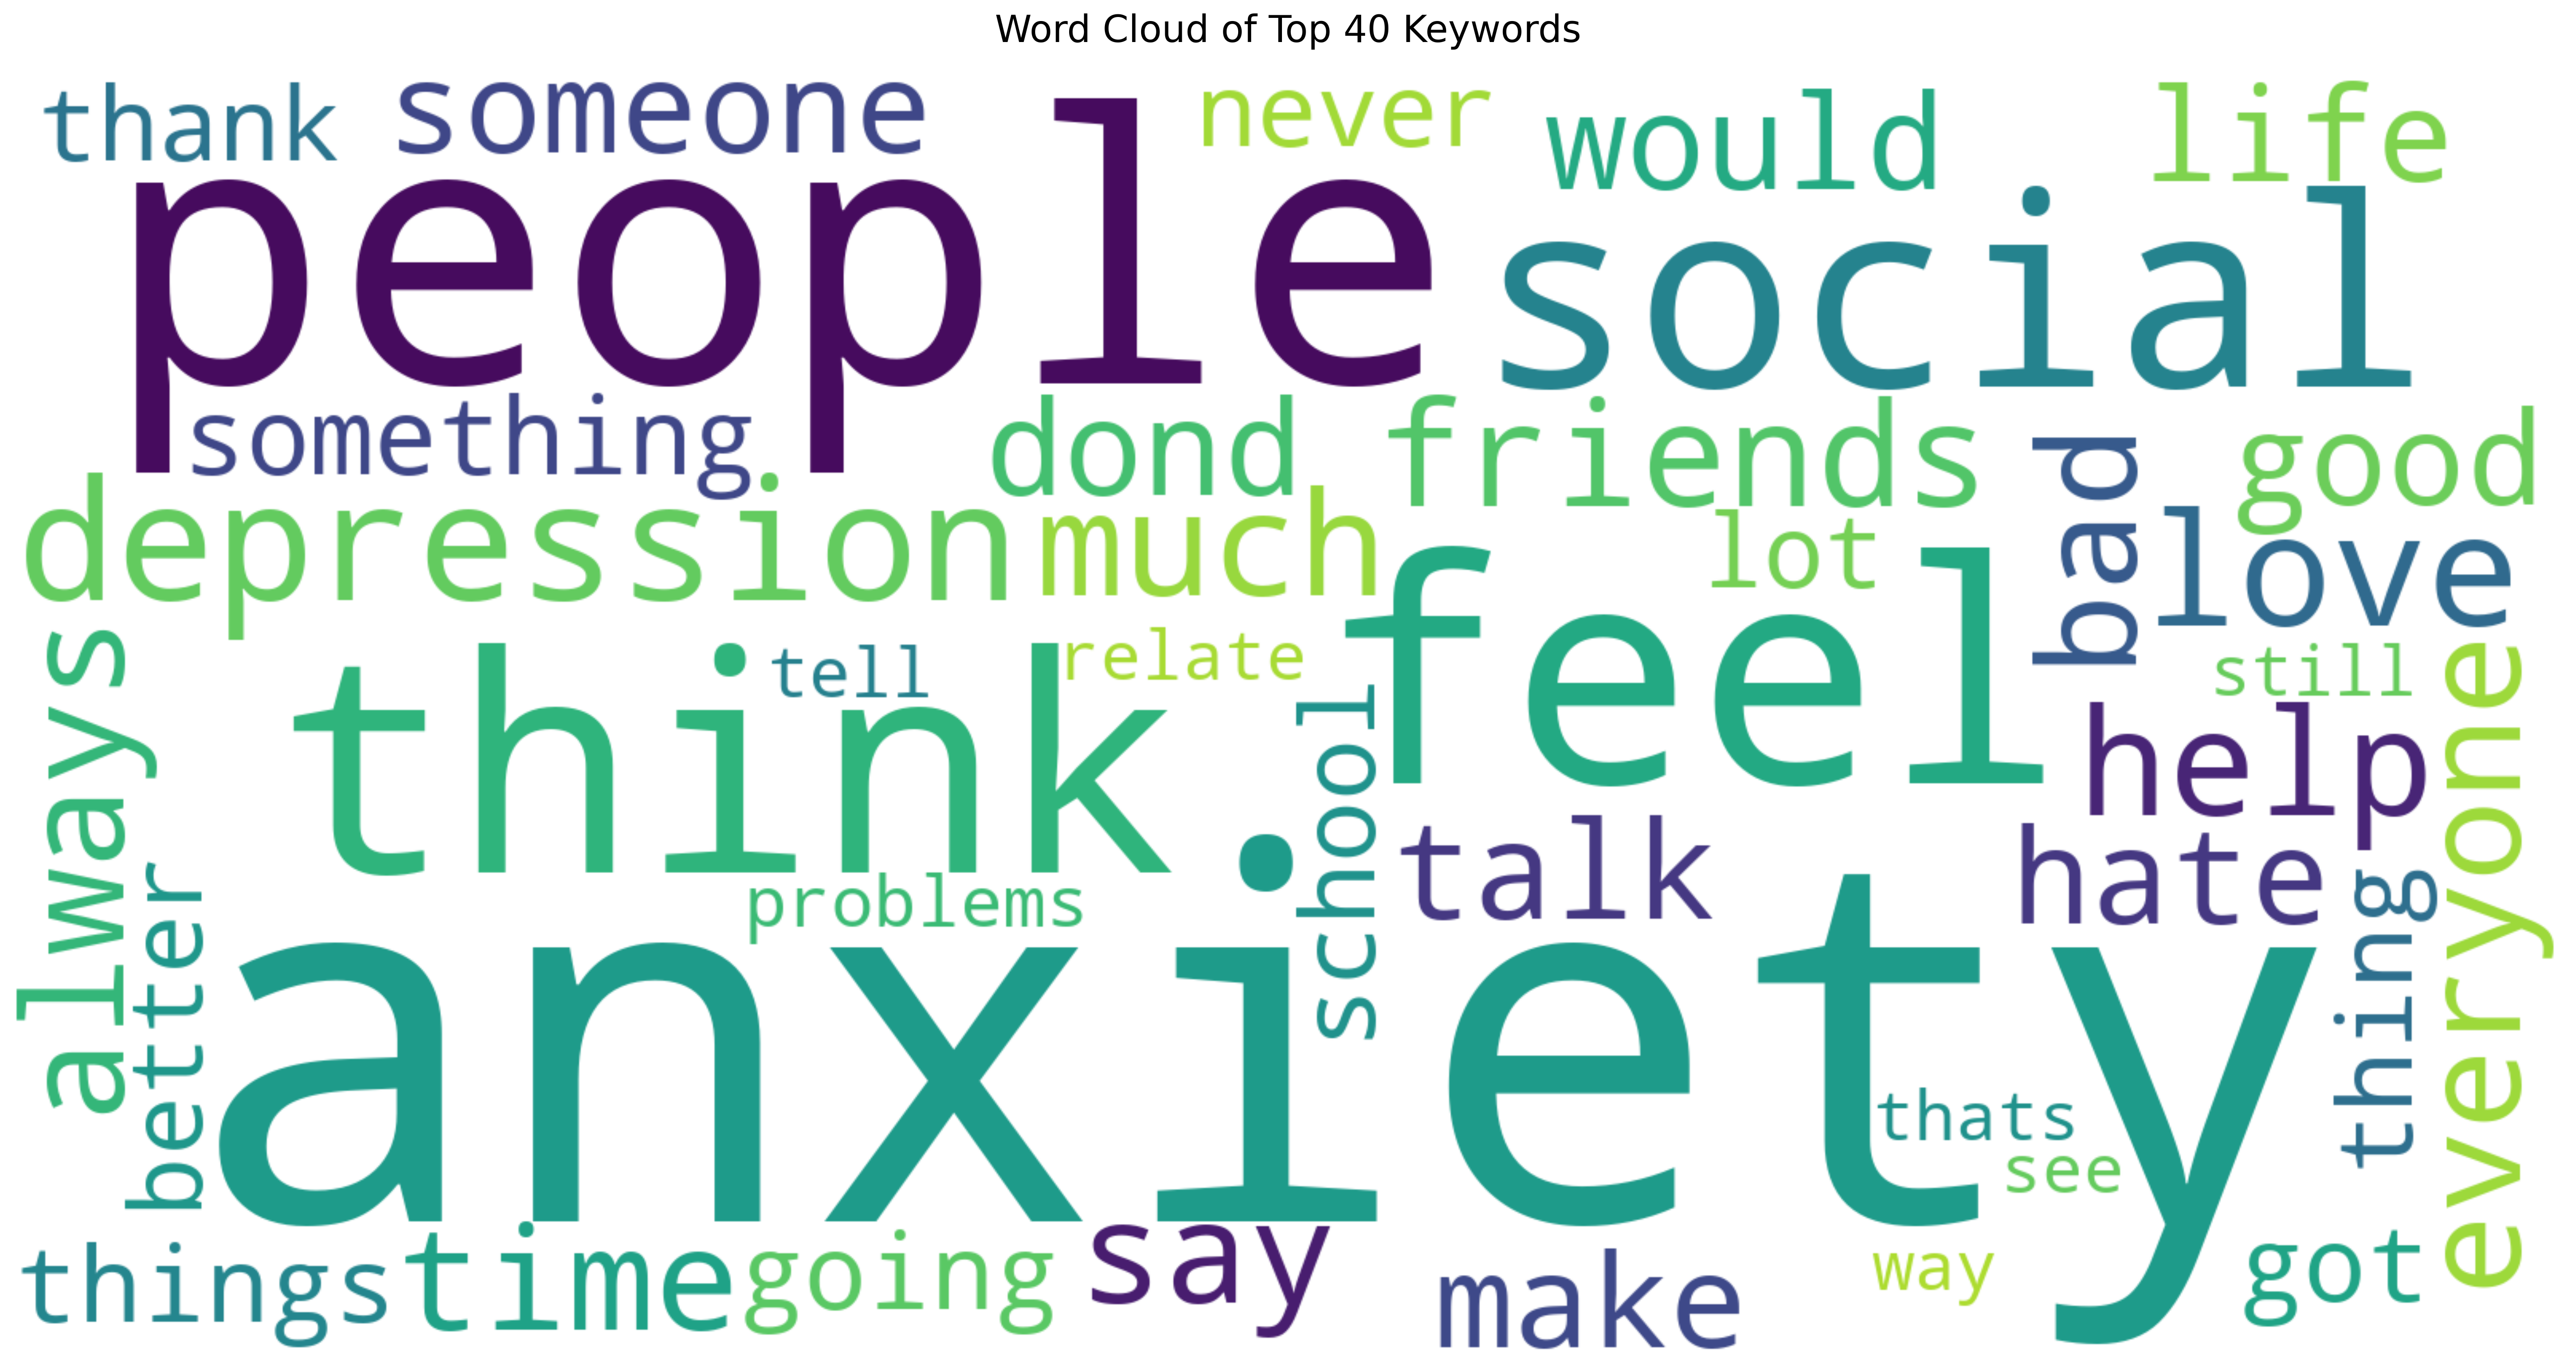 Word Cloud of Top 40 Keywords
thank
someone
never
would
life
people
social
something
dond
friends
bad
good
depression
much
lot
love
feel
always
think
tell
relate
still
school
help
everyone
talk
hate
problems
better
anxiety
thing
thats
see
things
time
going
say
make
way
got